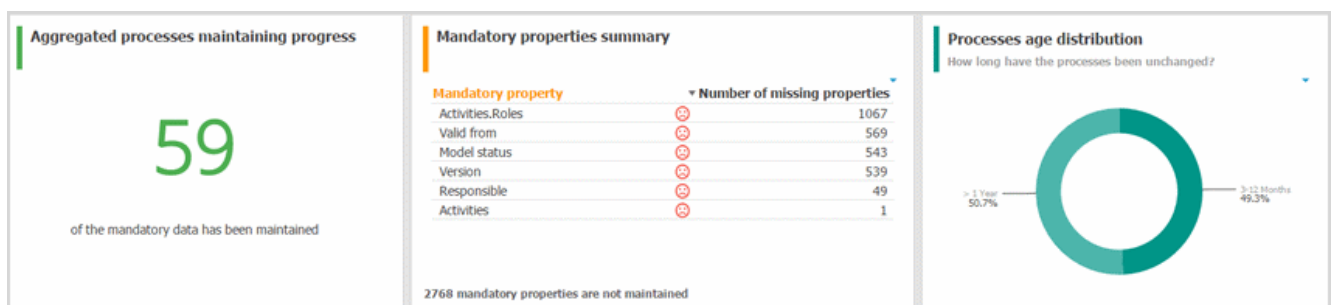 Aggregated processes maintaining progress
59
of the mandatory data has been maintained
Mandatory properties summary
Mandatory property Number of missing properties
Activities.Roles 1067
Valid from 569
Model status 543
Version 539
Responsible 49
Activities 1
2768 mandatory properties are not maintained
Processes age distribution
How long have the processes been unchanged?
> 1 Year
50.7%
3-12 Months
49.3%